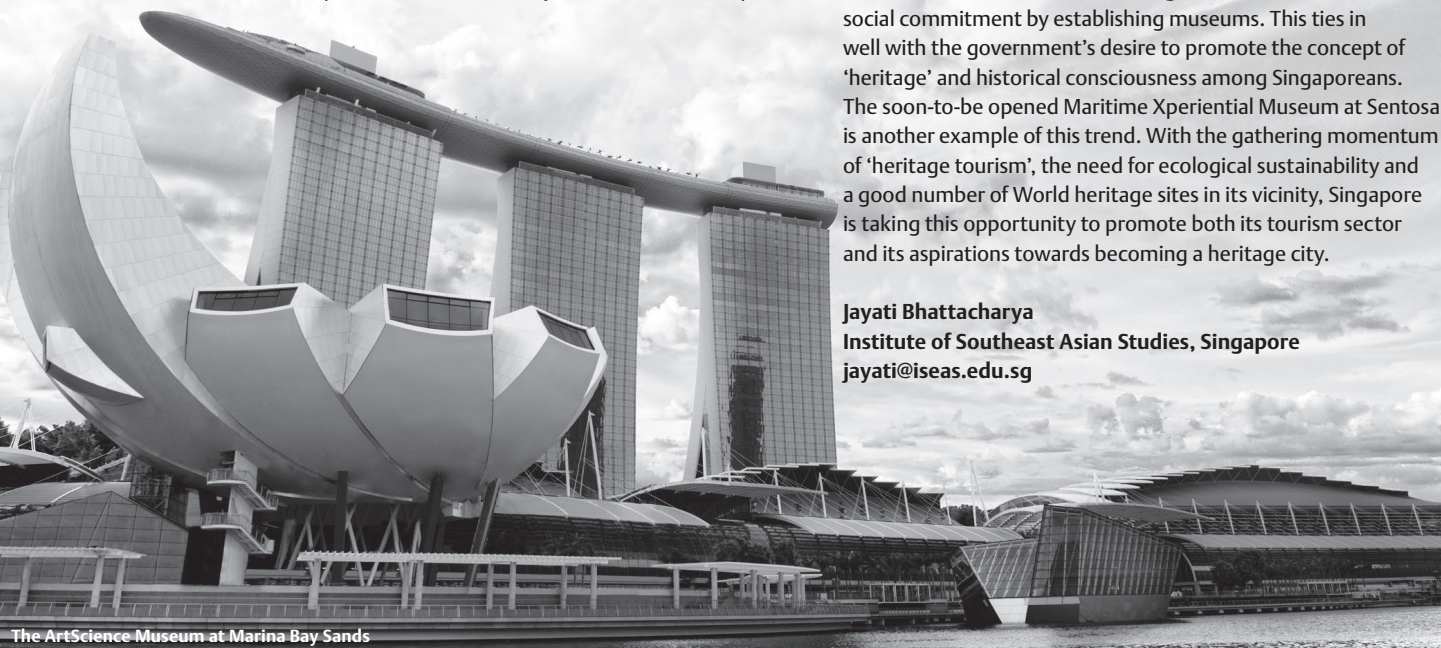 social commitment by establishing museums. This ties in
well with the government’s desire to promote the concept of
‘heritage’ and historical consciousness among Singaporeans.
The soon-to-be opened Maritime Xperiential Museum at Sentosa
is another example of this trend. With the gathering momentum
of ‘heritage tourism’, the need for ecological sustainability and
a good number of World heritage sites in its vicinity, Singapore
is taking this opportunity to promote both its tourism sector
and its aspirations towards becoming a heritage city.
Jayati Bhattacharya
Institute of Southeast Asian Studies, Singapore
jayati@iseas.edu.sg
The ArtScience Museum at Marina Bay Sands